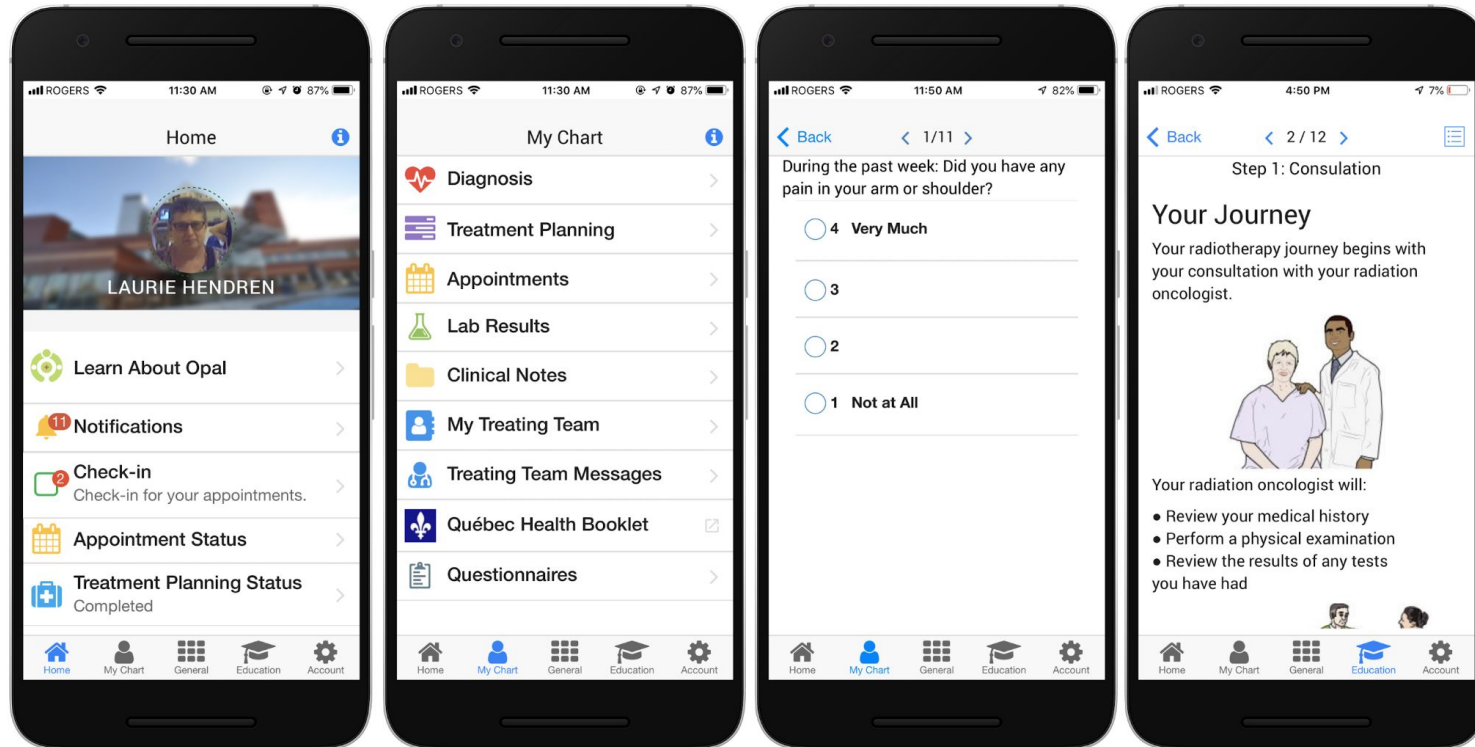 ROGERS 11:30 AM 87%
Home
LAURIE HENDREN
Learn About Opal
11
Notifications
2
Check-in
Check-in for your appointments.
Appointment Status
Treatment Planning Status
Completed
Home My Chart General Education Account
ROGERS 11:30 AM 87%
My Chart
Diagnosis
Treatment Planning
Appointments
Lab Results
Clinical Notes
My Treating Team
Treating Team Messages
Québec Health Booklet
Questionnaires
Home My Chart General Education Account
ROGERS 11:50 AM 82%
Back 1/11
During the past week: Did you have any
pain in your arm or shoulder?
4 Very Much
3
2
1 Not at All
Home My Chart General Education Account
ROGERS 4:50 PM 7%
Back 2 / 12
Step 1: Consulation
Your Journey
Your radiotherapy journey begins with
your consultation with your radiation
oncologist.
Your radiation oncologist will:
● Review your medical history
● Perform a physical examination
● Review the results of any tests
you have had
Home My Chart General Education Account